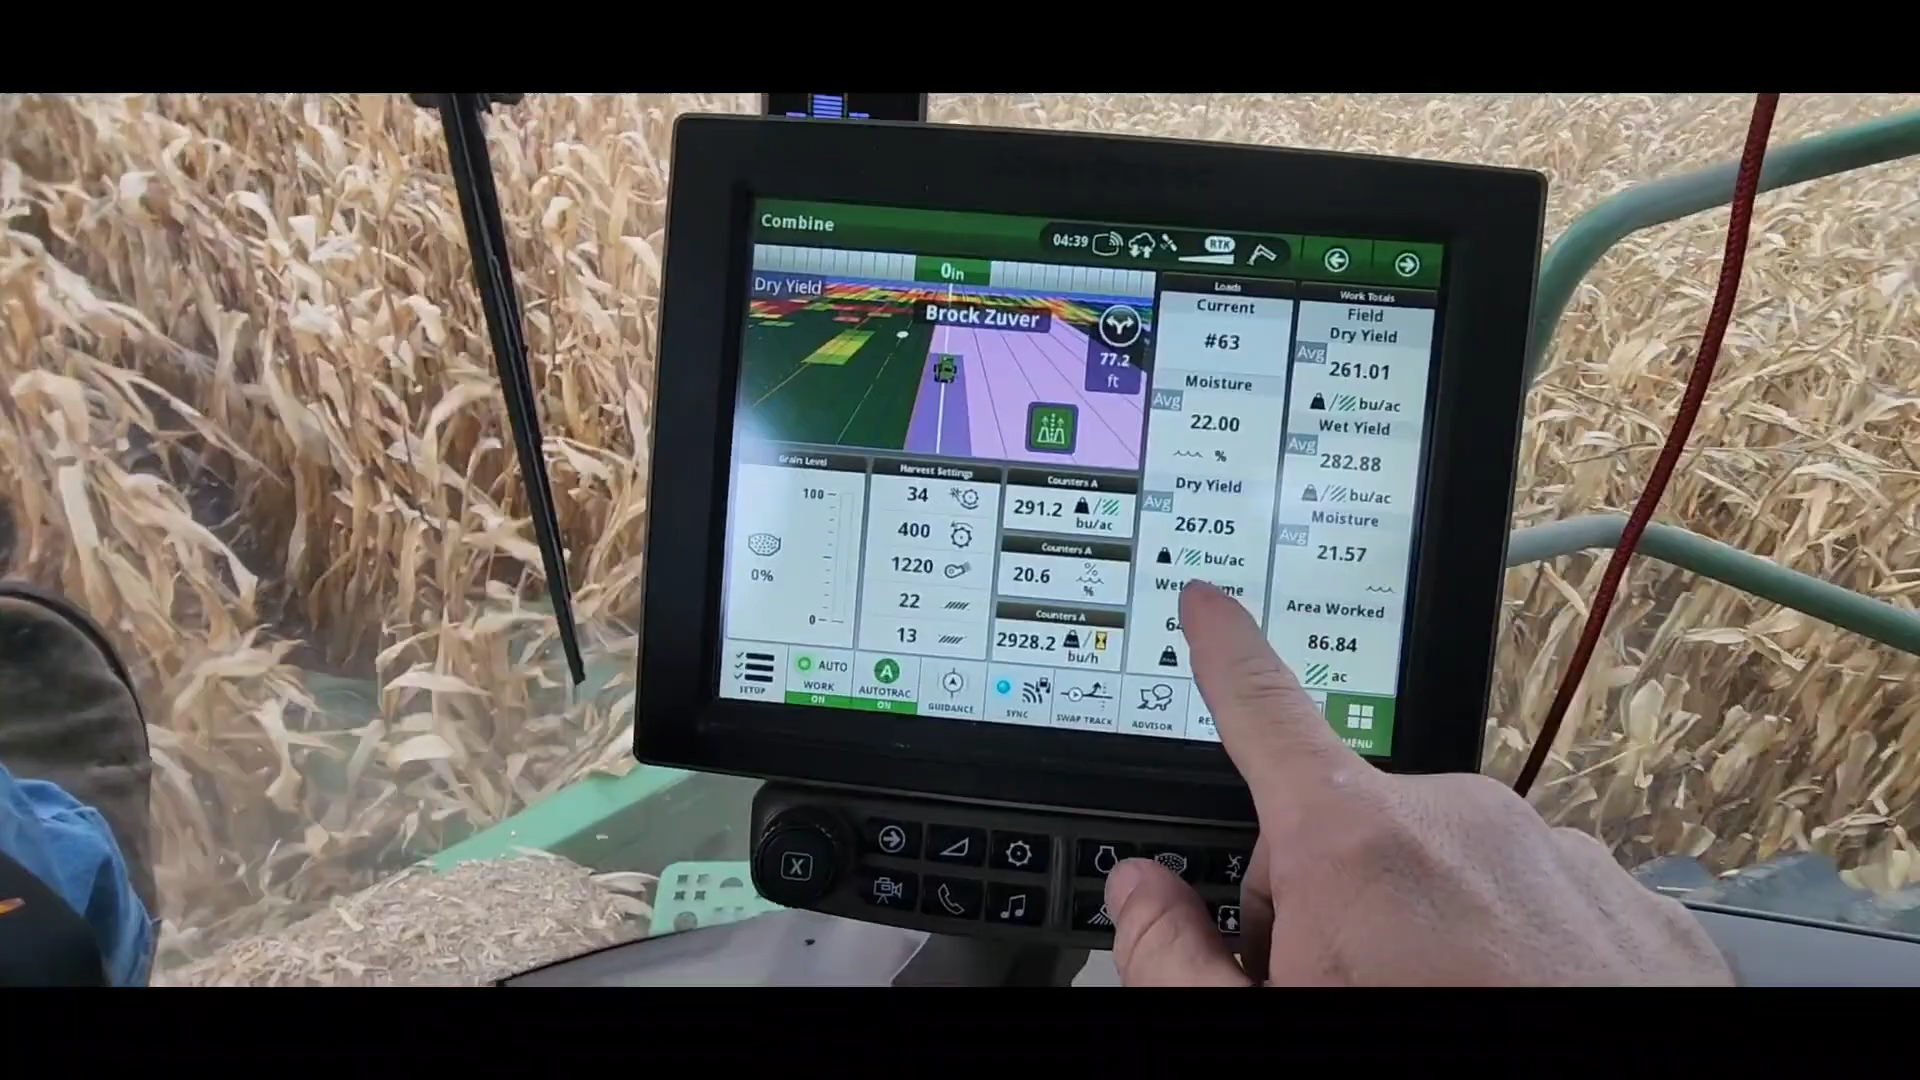 Combine
04:39
RTK
0in
Dry Yield
Brock Zuver
77.2
ft
Grain Level
100
0%
0
Harvest Settings
34
400
1220
22
13
Counters A
291.2
bu/ac
Counters A
20.6
%
%
Counters A
2928.2
bu/h
Loads
Current
#63
Moisture
Avg
22.00
%
Dry Yield
Avg
267.05
bu/ac
Work Totals
Field
Dry Yield
Avg
261.01
bu/ac
Wet Yield
Avg
282.88
bu/ac
Moisture
Avg
21.57
Area Worked
86.84
ac
SETUP
AUTO
WORK
ON
A
AUTOTRAC
ON
GUIDANCE
SYNC
SWAP TRACK
ADVISOR
MENU
X